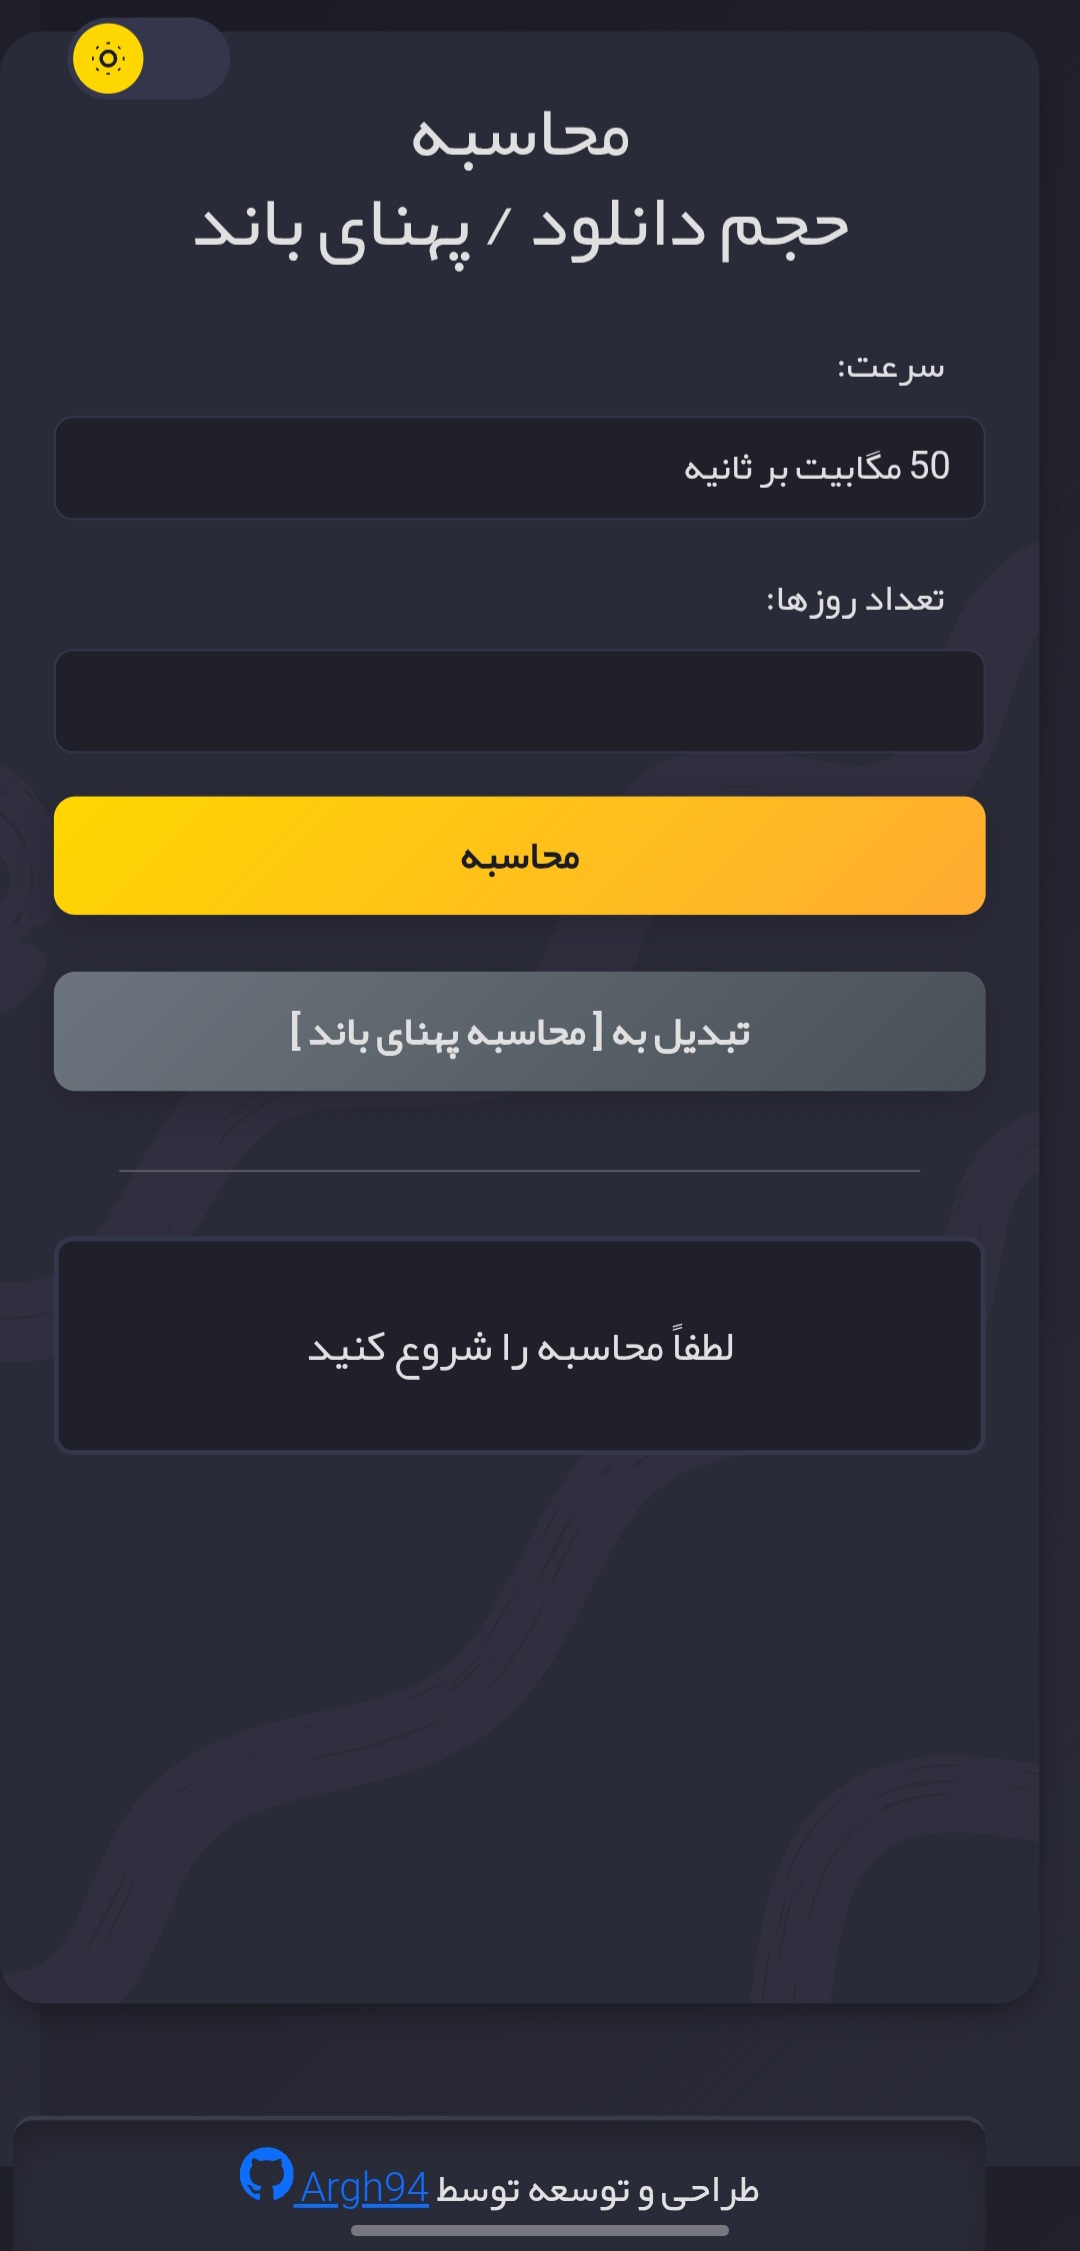 محاسبه
حجم دانلود / پهنای باند
سرعت:
50 مگابیت بر ثانیه
تعداد روزها:
محاسبه
تبدیل به [ محاسبه پهنای باند ]
لطفاً محاسبه را شروع کنید
طراحی و توسعه توسط Argh94